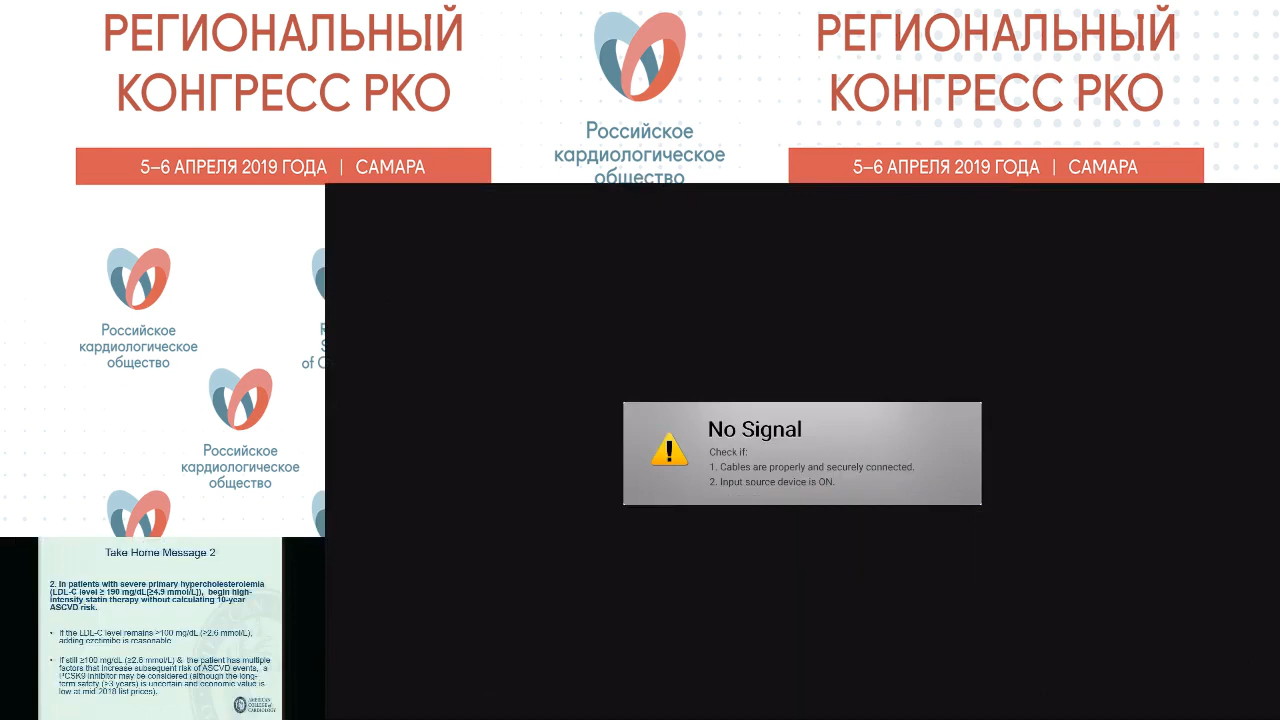 РЕГИОНАЛЬНЫЙ
КОНГРЕСС РКО
5–6 АПРЕЛЯ 2019 ГОДА | САМАРА
Российское
кардиологическое
общество
РЕГИОНАЛЬНЫЙ
КОНГРЕСС РКО
5–6 АПРЕЛЯ 2019 ГОДА | САМАРА
Российское
кардиологическое
общество
of
Российское
кардиологическое
общество
No Signal
Check if:
1. Cables are properly and securely connected.
2. Input source device is ON.
Take Home Message 2
2. In patients with severe primary hypercholesterolemia
(LDL-C level ≥ 190 mg/dL[≥4.9 mmol/L]), begin high-
intensity statin therapy without calculating 10-year
ASCVD risk.
• If the LDL-C level remains >100 mg/dL (>2.6 mmol/L),
adding ezetimibe is reasonable
• If still ≥100 mg/dL (≥2.6 mmol/L) & the patient has multiple
factors that increase subsequent risk of ASCVD events, a
PCSK9 inhibitor may be considered (although the long-
term safety (>3 years) is uncertain and economic value is
low at mid 2018 list prices).
AMERICAN
COLLEGE of
CARDIOLOGY